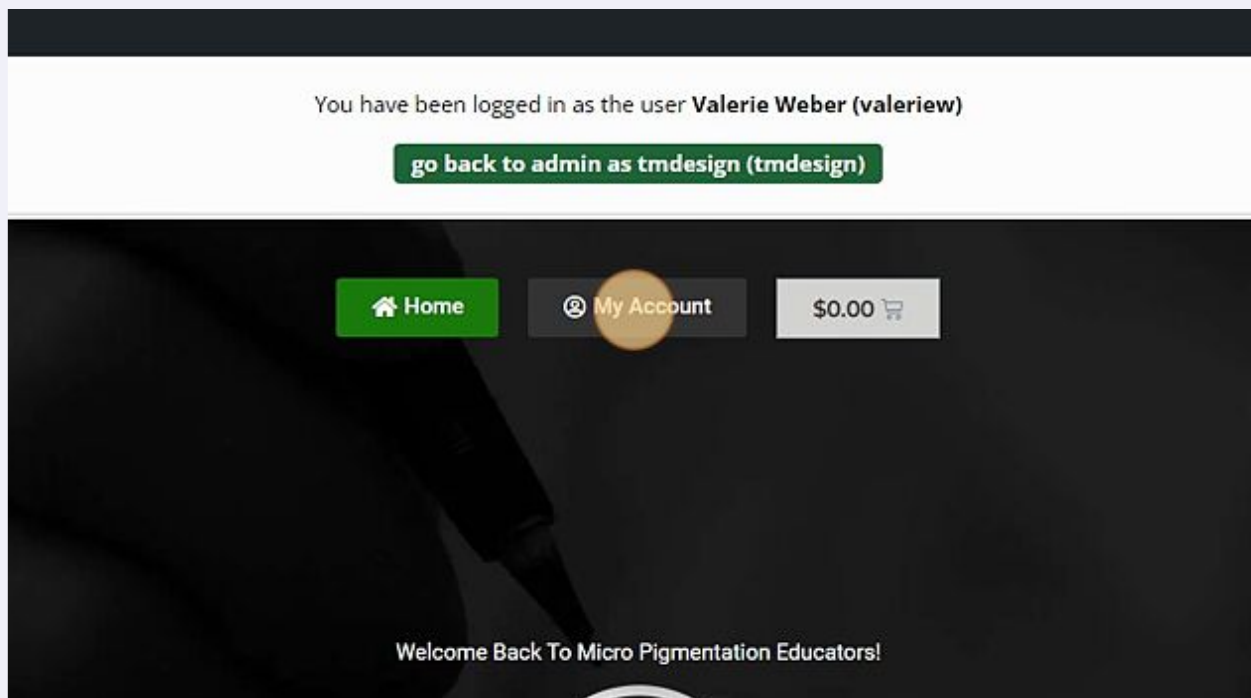 You have been logged in as the user Valerie Weber (valeriew)
go back to admin as tmdesign (tmdesign)
Home
My Account
$0.00
Welcome Back To Micro Pigmentation Educators!